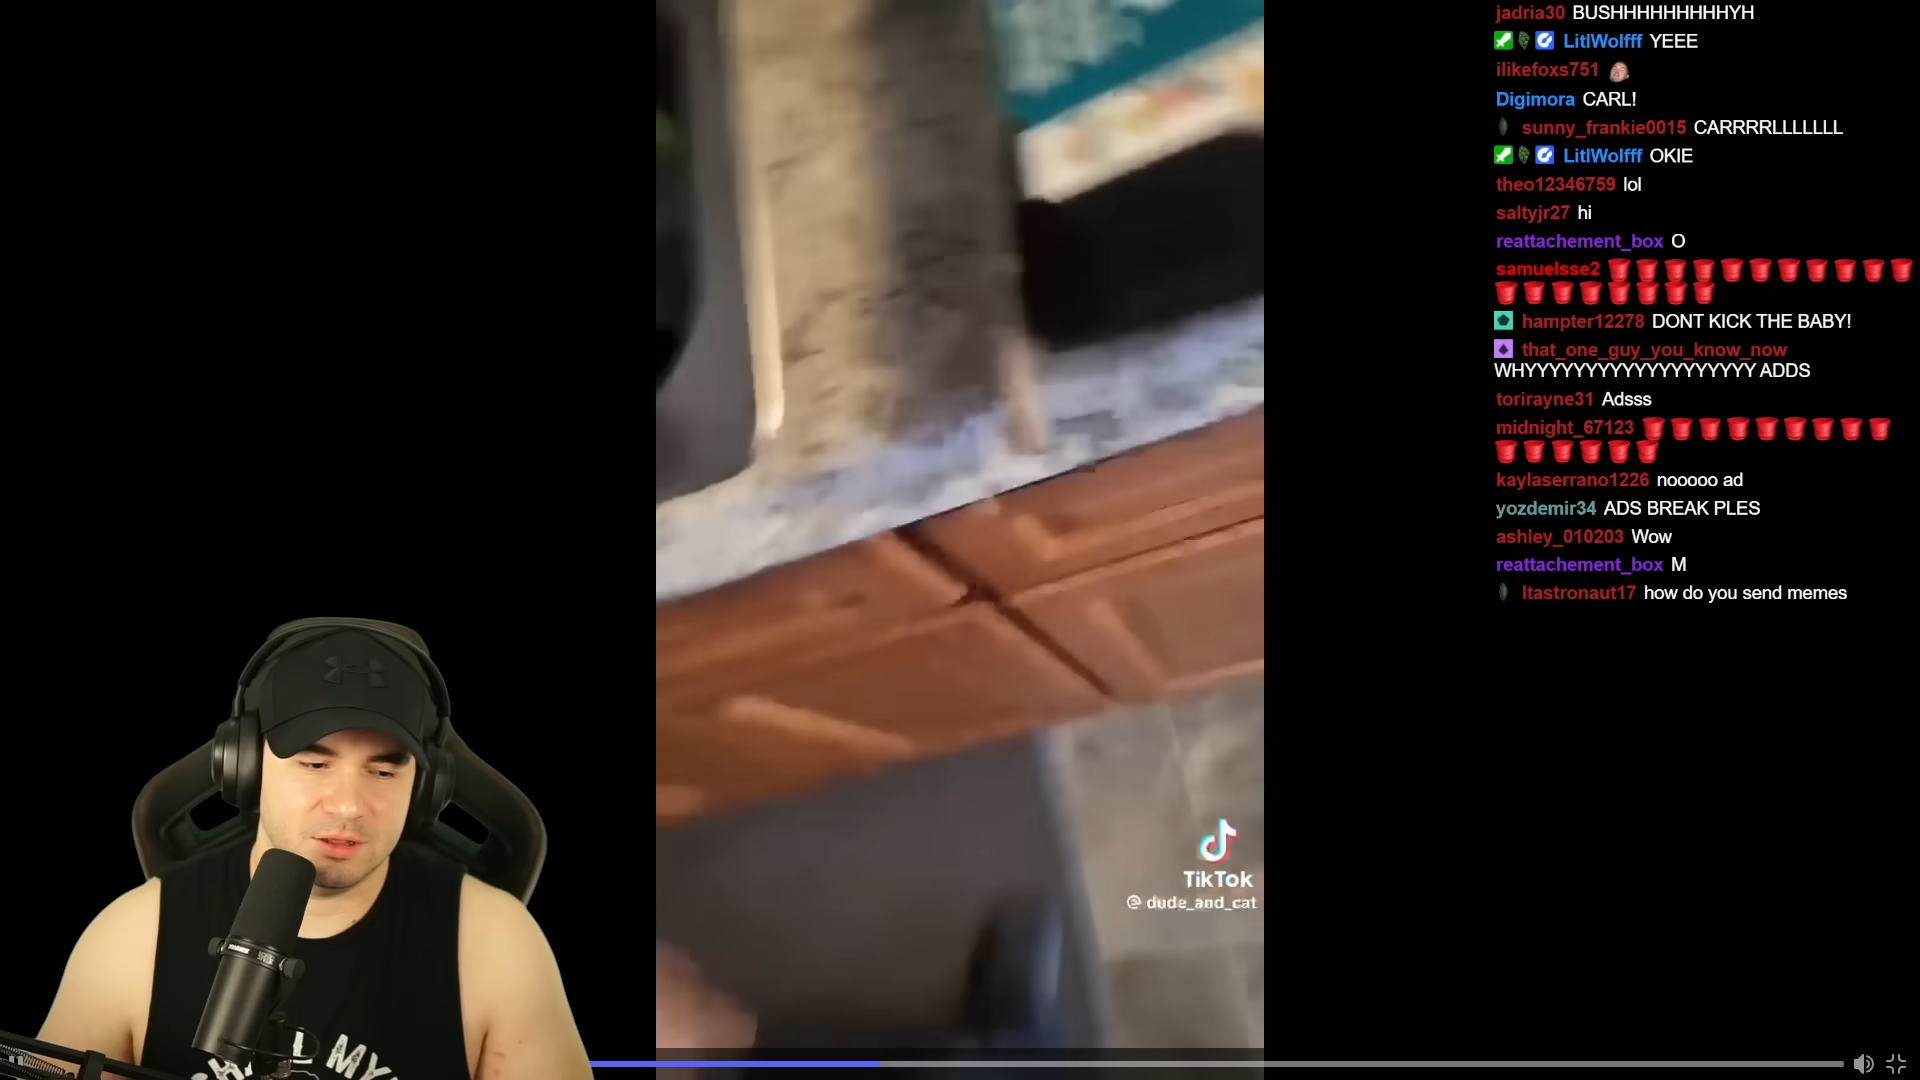 jadria30 BUSHHHHHHHHHHYH
LitlWolfff YEEE
ilikefoxs751
Digimora CARL!
sunny_frankie0015 CARRRRLLLLLLL
LitlWolfff OKIE
theo12346759 lol
saltyjr27 hi
reattachement_box O
samuelsse2
hampter12278 DONT KICK THE BABY!
that_one_guy_you_know_now
WHYYYYYYYYYYYYYYYYYYY ADDS
torirayne31 Adsss
midnight_67123
kaylaserrano1226 nooooo ad
yozdemir34 ADS BREAK PLES
ashley_010203 Wow
reattachement_box M
ltastronaut17 how do you send memes
TikTok
@ dude_and_cat